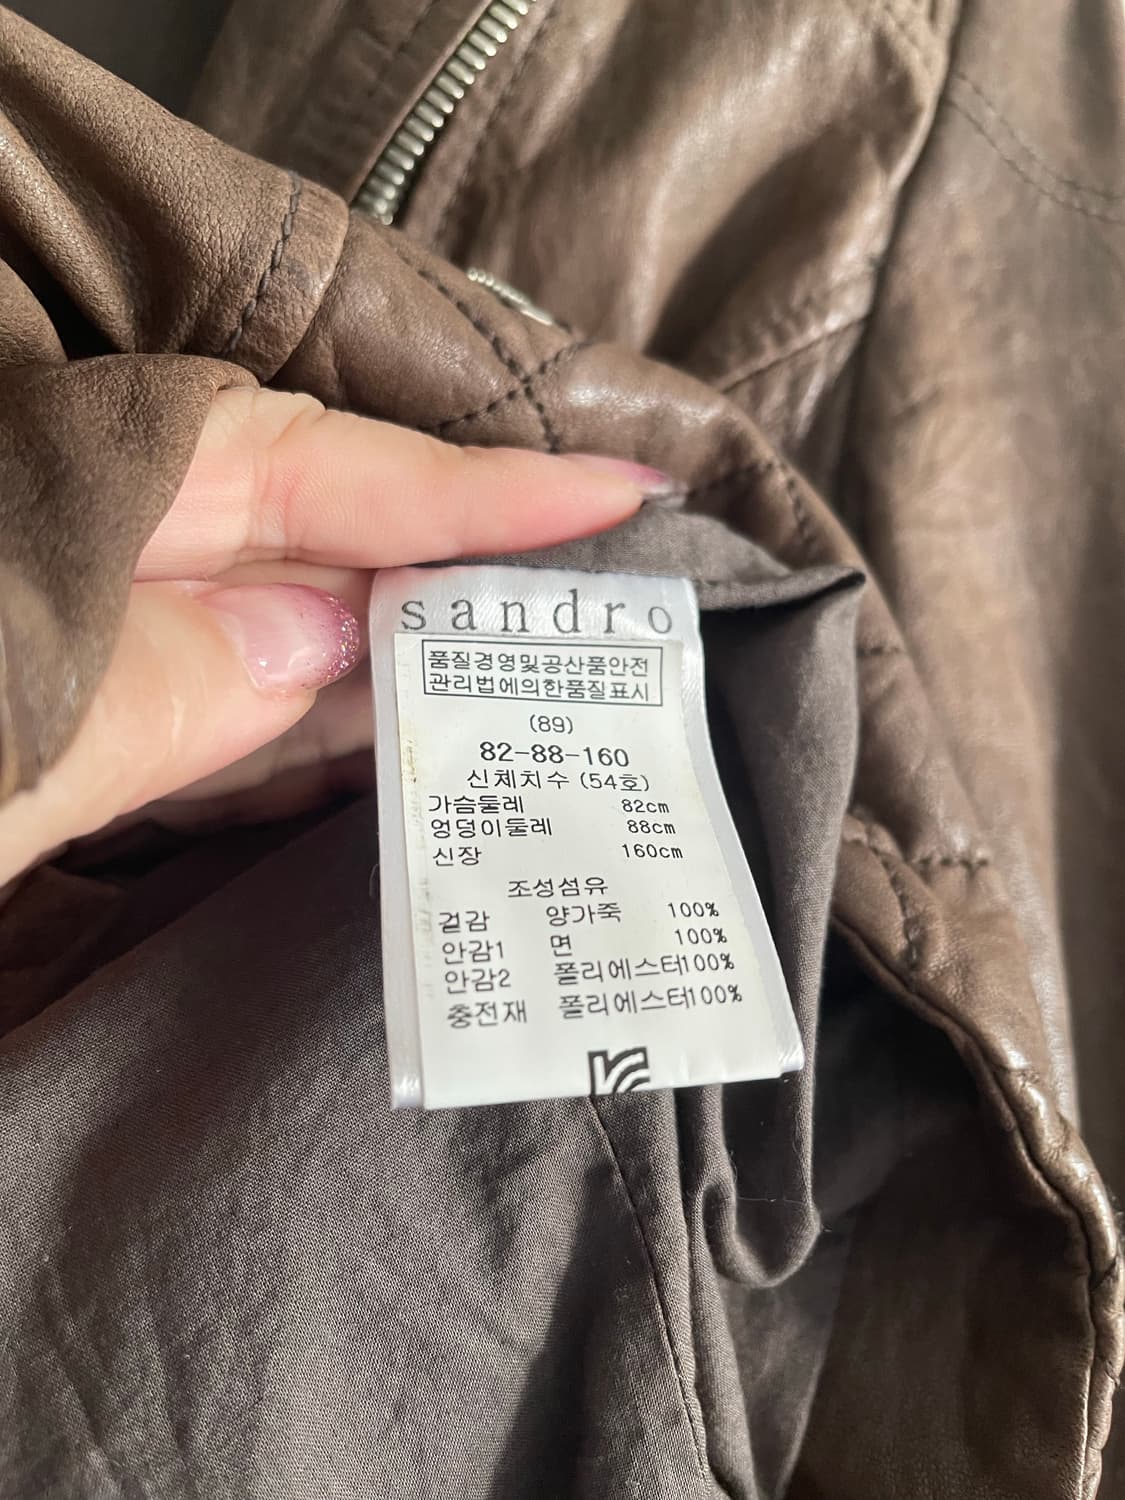 sandro
품질경영및공산품안전
관리법에의한품질표시
(89)
82-88-160
신체치수 (54호)
가슴둘레 82cm
엉덩이둘레 88cm
신장 160cm
조성섬유
겉감 양가죽 100%
안감1 면 100%
안감2 폴리에스터100%
충전재 폴리에스터100%